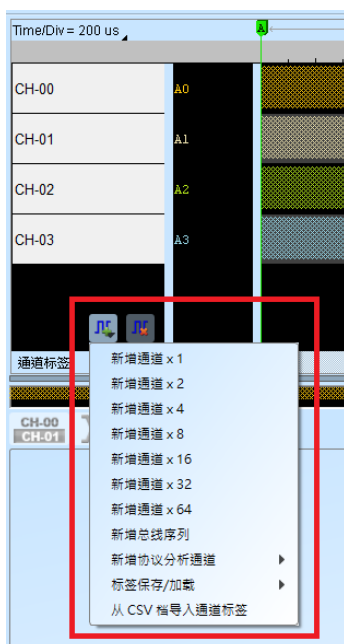 Time/Div = 200 us
A
CH-00
A0
CH-01
A1
CH-02
A2
CH-03
A3
通道标签
CH-00
CH-01
新增通道 x 1
新增通道 x 2
新增通道 x 4
新增通道 x 8
新增通道 x 16
新增通道 x 32
新增通道 x 64
新增总线序列
新增协议分析通道
标签保存/加载
从 CSV 檔导入通道标签